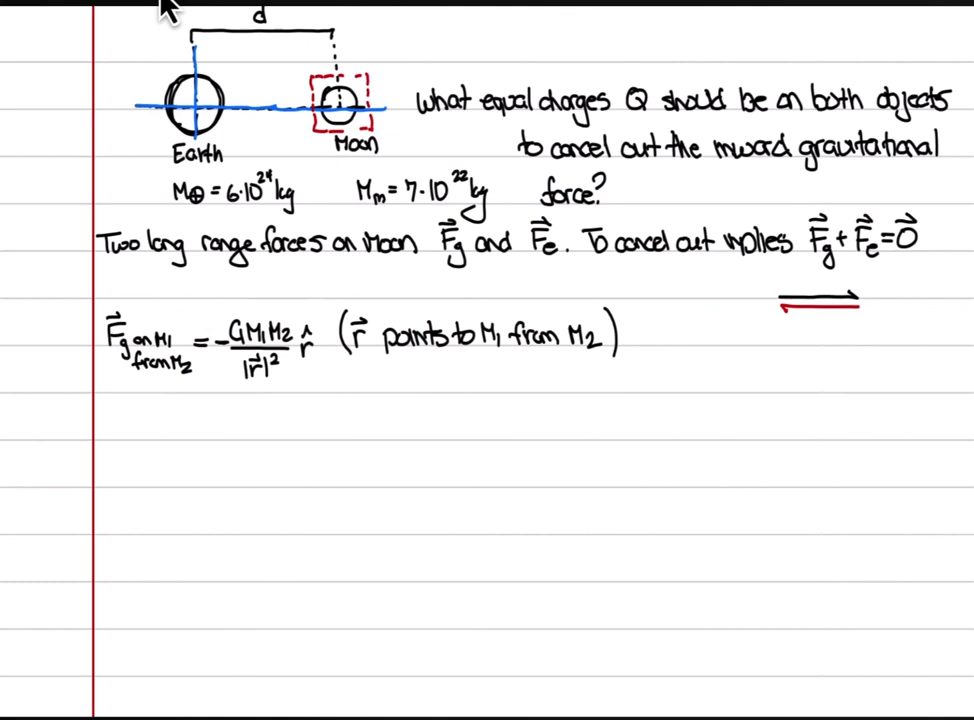 d
What equal charges Q should be on both objects
to cancel out the inward gravitational
force?
Earth
Moon
M⊕ = 6·10²⁴ kg
Mₘ = 7·10²² kg
Two long range forces on Moon F⃗g and F⃗e. To cancel out implies F⃗g + F⃗e = 0⃗
F⃗g on M₁ from M₂ = - GM₁M₂/|r⃗|² r̂ (r⃗ points to M₁ from M₂)